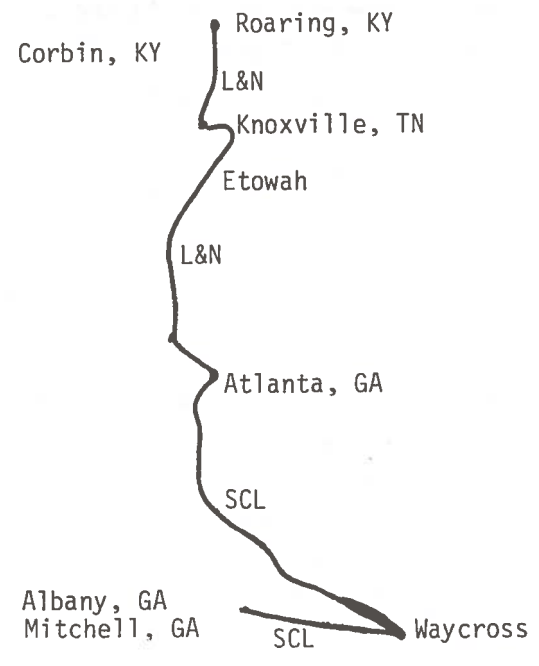 Roaring, KY
Corbin, KY
L&N
Knoxville, TN
Etowah
L&N
Atlanta, GA
SCL
Albany, GA
Mitchell, GA
Waycross
SCL